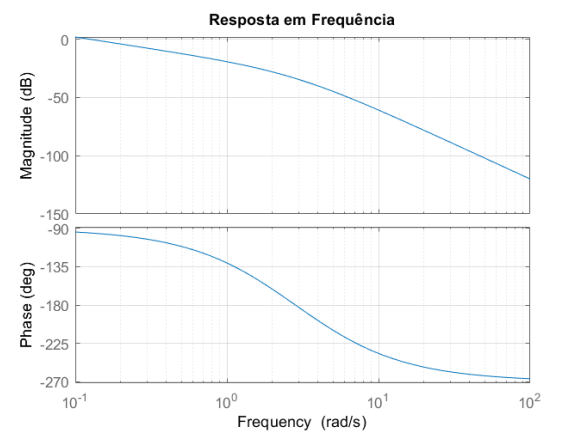 Resposta em Frequência
Magnitude (dB)
0
-50
-100
-150
Phase (deg)
-90
-135
-180
-225
-270
10^-1 10^0 10^1 10^2
Frequency (rad/s)